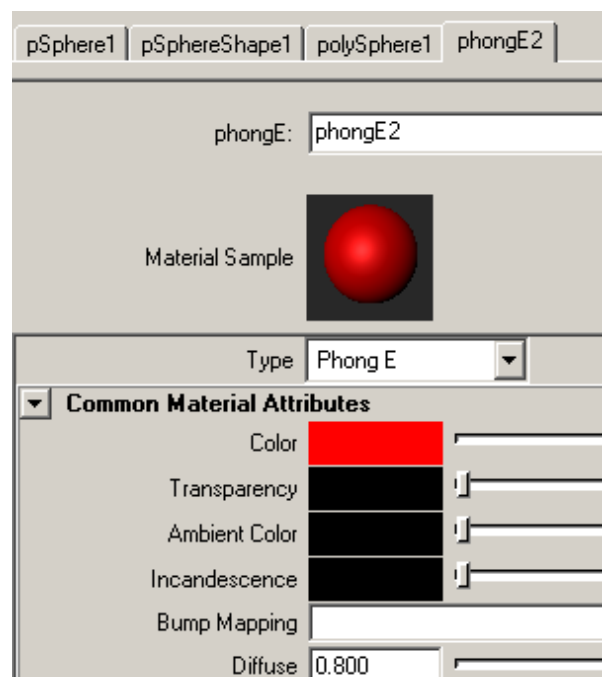 pSphere1 pSphereShape1 polySphere1 phongE2
phongE: phongE2
Material Sample
Type Phong E
Common Material Attributes
Color
Transparency
Ambient Color
Incandescence
Bump Mapping
Diffuse 0.800